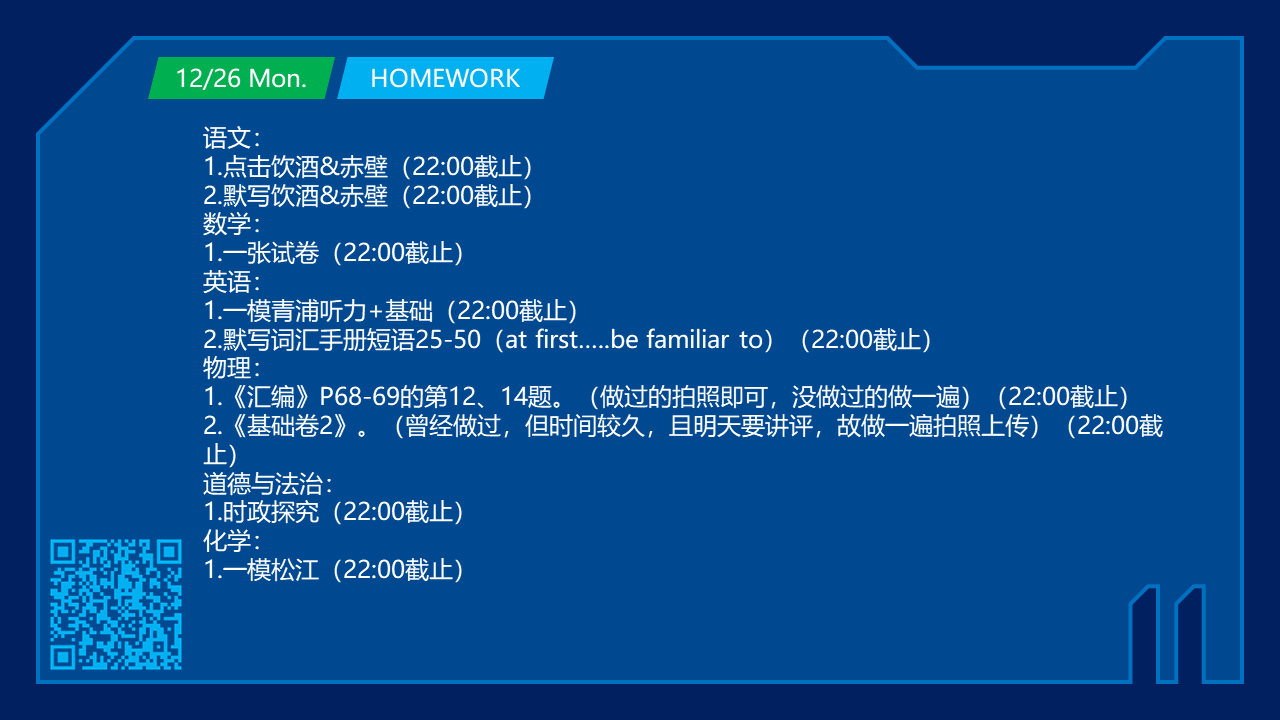 12/26 Mon.
HOMEWORK
语文：
1.点击饮酒&赤壁（22:00截止）
2.默写饮酒&赤壁（22:00截止）
数学：
1.一张试卷（22:00截止）
英语：
1.一模青浦听力+基础（22:00截止）
2.默写词汇手册短语25-50（at first…..be familiar to）（22:00截止）
物理：
1.《汇编》P68-69的第12、14题。（做过的拍照即可，没做过的做一遍）（22:00截止）
2.《基础卷2》。（曾经做过，但时间较久，且明天要讲评，故做一遍拍照上传）（22:00截
止）
道德与法治：
1.时政探究（22:00截止）
化学：
1.一模松江（22:00截止）